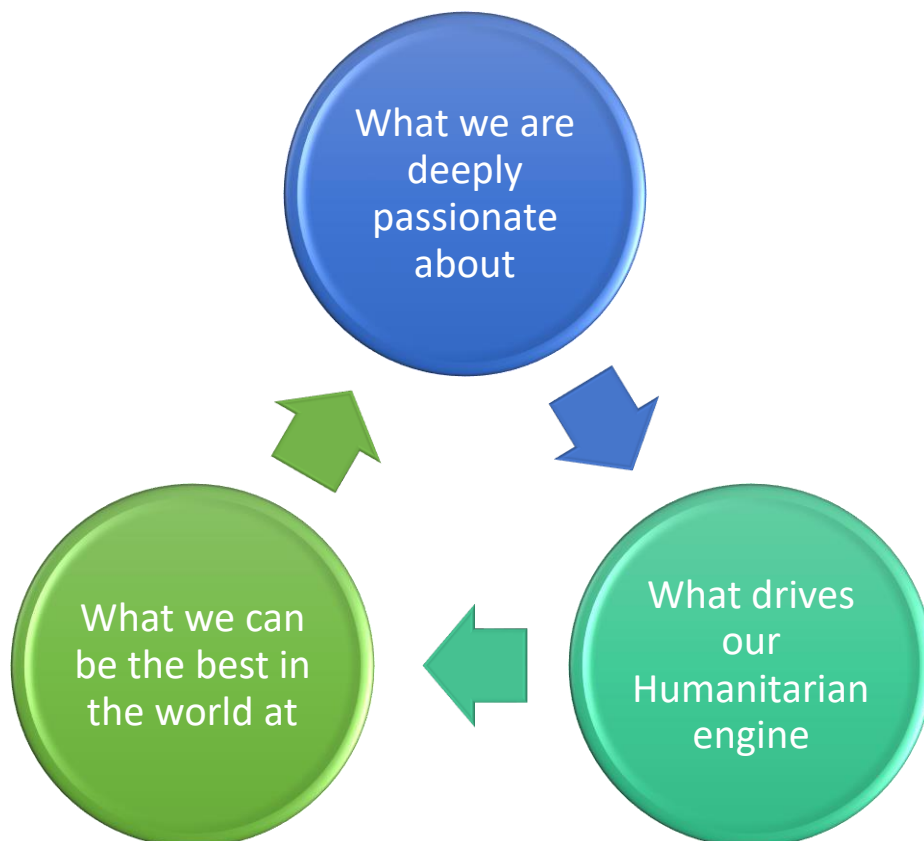 What we are
deeply
passionate
about
What drives
our
Humanitarian
engine
What we can
be the best in
the world at